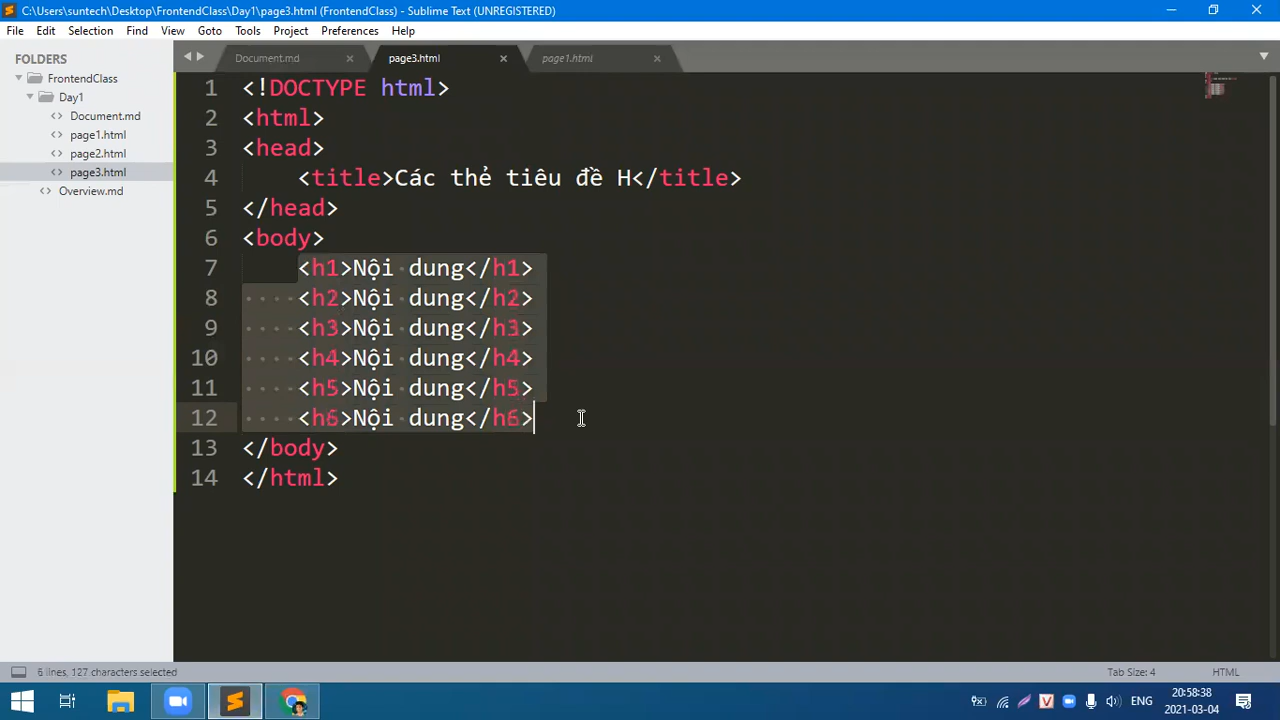 C:\Users\suntech\Desktop\FrontendClass\Day1\page3.html (FrontendClass) - Sublime Text (UNREGISTERED)
File Edit Selection Find View Goto Tools Project Preferences Help
FOLDERS
FrontendClass
Day1
Document.md
page1.html
page2.html
page3.html
Overview.md
Document.md page3.html page1.html
1 <!DOCTYPE html>
2 <html>
3 <head>
4 <title>Các thẻ tiêu đề H</title>
5 </head>
6 <body>
7 <h1>Nội dung</h1>
8 <h2>Nội dung</h2>
9 <h3>Nội dung</h3>
10 <h4>Nội dung</h4>
11 <h5>Nội dung</h5>
12 <h6>Nội dung</h6>
13 </body>
14 </html>
6 lines, 127 characters selected Tab Size: 4 HTML
V ENG 20:58:38
2021-03-04